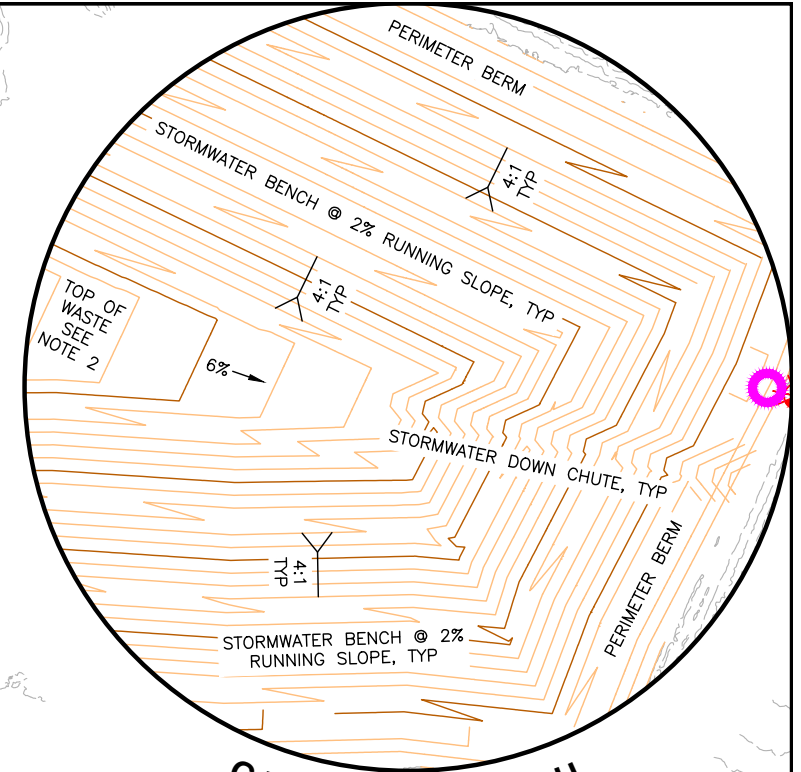 PERIMETER BERM
4:1
TYP
STORMWATER BENCH @ 2% RUNNING SLOPE, TYP
4:1
TYP
TOP OF
WASTE
SEE
NOTE 2
6%
STORMWATER DOWN CHUTE, TYP
4:1
TYP
PERIMETER BERM
STORMWATER BENCH @ 2%
RUNNING SLOPE, TYP